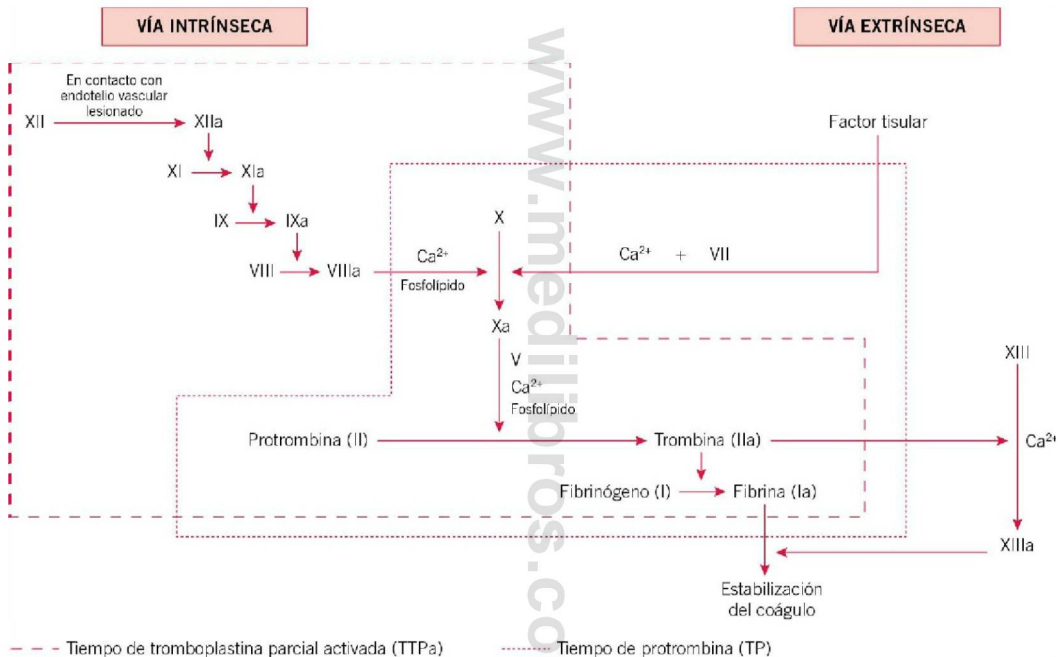 VÍA INTRÍNSECA
VÍA EXTRÍNSECA
En contacto con
endotelio vascular
lesionado
XII
XIIa
Factor tisular
XI
XIa
IX
IXa
X
VIII
VIIIa
Ca²⁺
Fosfolípido
Ca²⁺ + VII
Xa
V
Ca²⁺
Fosfolípido
XIII
Protrombina (II)
Trombina (IIa)
Ca²⁺
Fibrinógeno (I)
Fibrina (Ia)
XIIIa
Estabilización
del coágulo
Tiempo de tromboplastina parcial activada (TTPa)
Tiempo de protrombina (TP)
www.medilibros.co